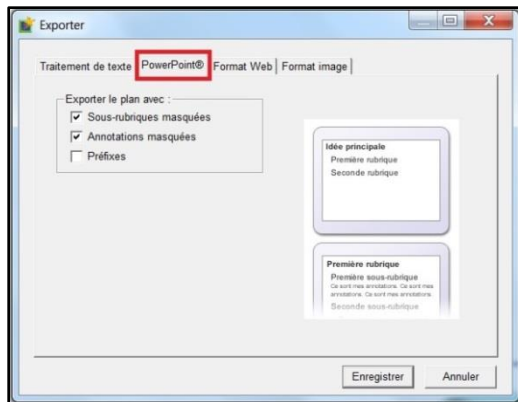 Exporter
Traitement de texte PowerPoint® Format Web Format image
Exporter le plan avec :
Sous-rubriques masquées
Annotations masquées
Préfixes
Idée principale
Première rubrique
Seconde rubrique
Première rubrique
Première sous-rubrique
Ce sont mes annotations. Ce sont mes
annotations. Ce sont mes annotations.
Seconde sous-rubrique
Enregistrer Annuler